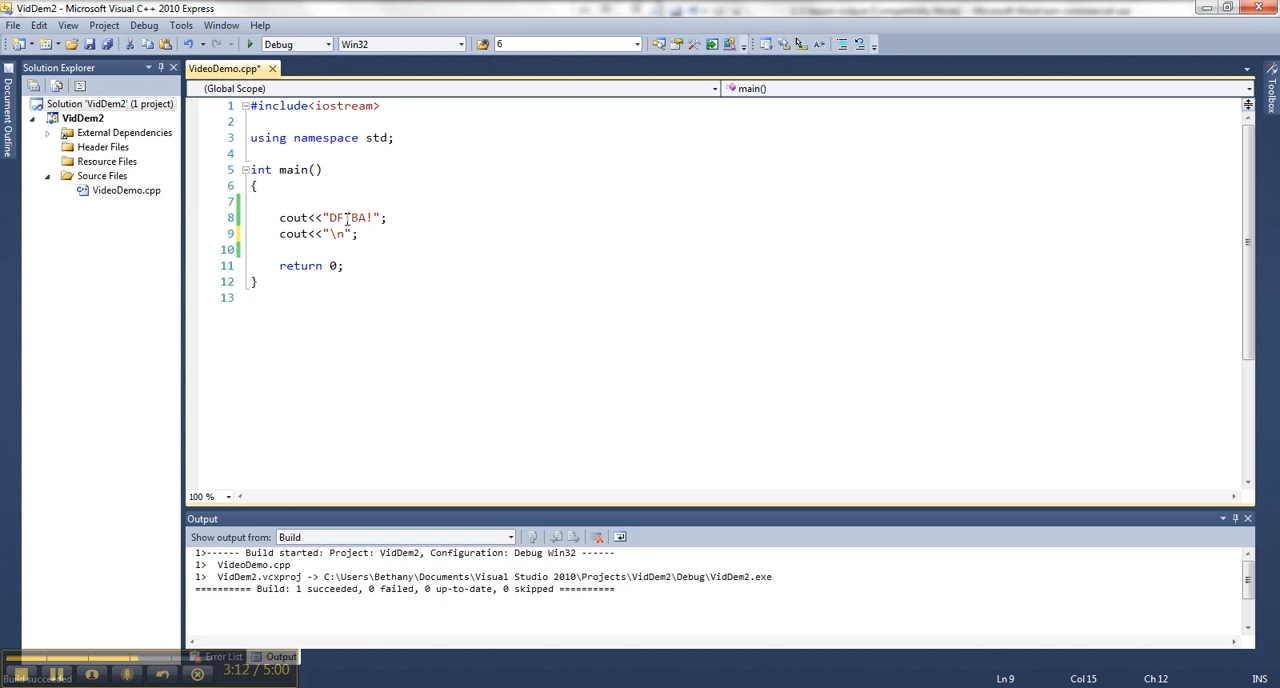 VidDem2 - Microsoft Visual C++ 2010 Express
File Edit View Project Debug Tools Window Help
Debug Win32 6
Solution Explorer
VideoDemo.cpp*
(Global Scope) main()
Document Outline
Toolbox
Solution 'VidDem2' (1 project)
VidDem2
External Dependencies
Header Files
Resource Files
Source Files
VideoDemo.cpp
1 #include<iostream>
2
3 using namespace std;
4
5 int main()
6 {
7
8 cout<<"DFTBA!";
9 cout<<"\n";
10
11 return 0;
12 }
13
100 %
Output
Show output from: Build
1>------ Build started: Project: VidDem2, Configuration: Debug Win32 ------
1> VideoDemo.cpp
1> VidDem2.vcxproj -> C:\Users\Bethany\Documents\Visual Studio 2010\Projects\VidDem2\Debug\VidDem2.exe
========== Build: 1 succeeded, 0 failed, 0 up-to-date, 0 skipped ==========
Error List Output
3:12 / 5:00
Build succeeded
Ln 9 Col 15 Ch 12 INS